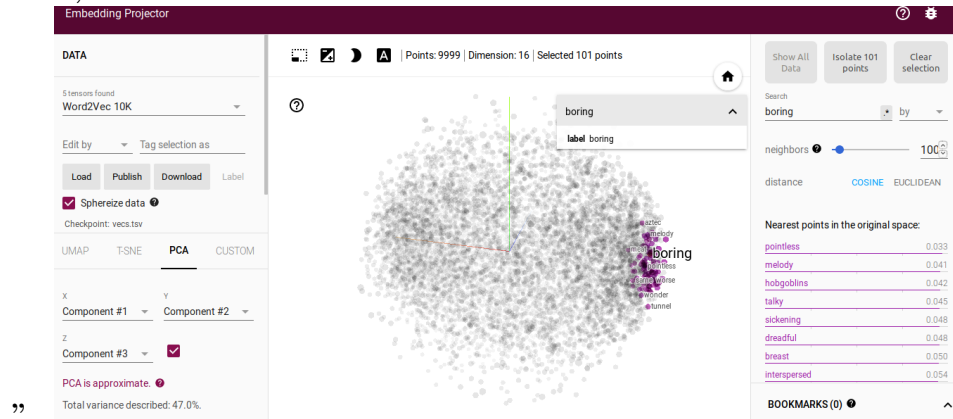 Embedding Projector
DATA
5 tensors found
Word2Vec 10K
Edit by
Tag selection as
Load
Publish
Download
Label
Sphereize data
Checkpoint: vecs.tsv
UMAP
T-SNE
PCA
CUSTOM
X
Y
Component #1
Component #2
Z
Component #3
PCA is approximate.
Total variance described: 47.0%.
A
Points: 9999 | Dimension: 16 | Selected 101 points
boring
label boring
aztec
melody
boring
pointless
worse
wonder
tunnel
Show All Data
Isolate 101 points
Clear selection
Search
boring
.*
by
neighbors
100
distance
COSINE
EUCLIDEAN
Nearest points in the original space:
pointless 0.033
melody 0.041
hobgoblins 0.042
talky 0.045
sickening 0.048
dreadful 0.048
breast 0.050
interspersed 0.054
BOOKMARKS (0)
”